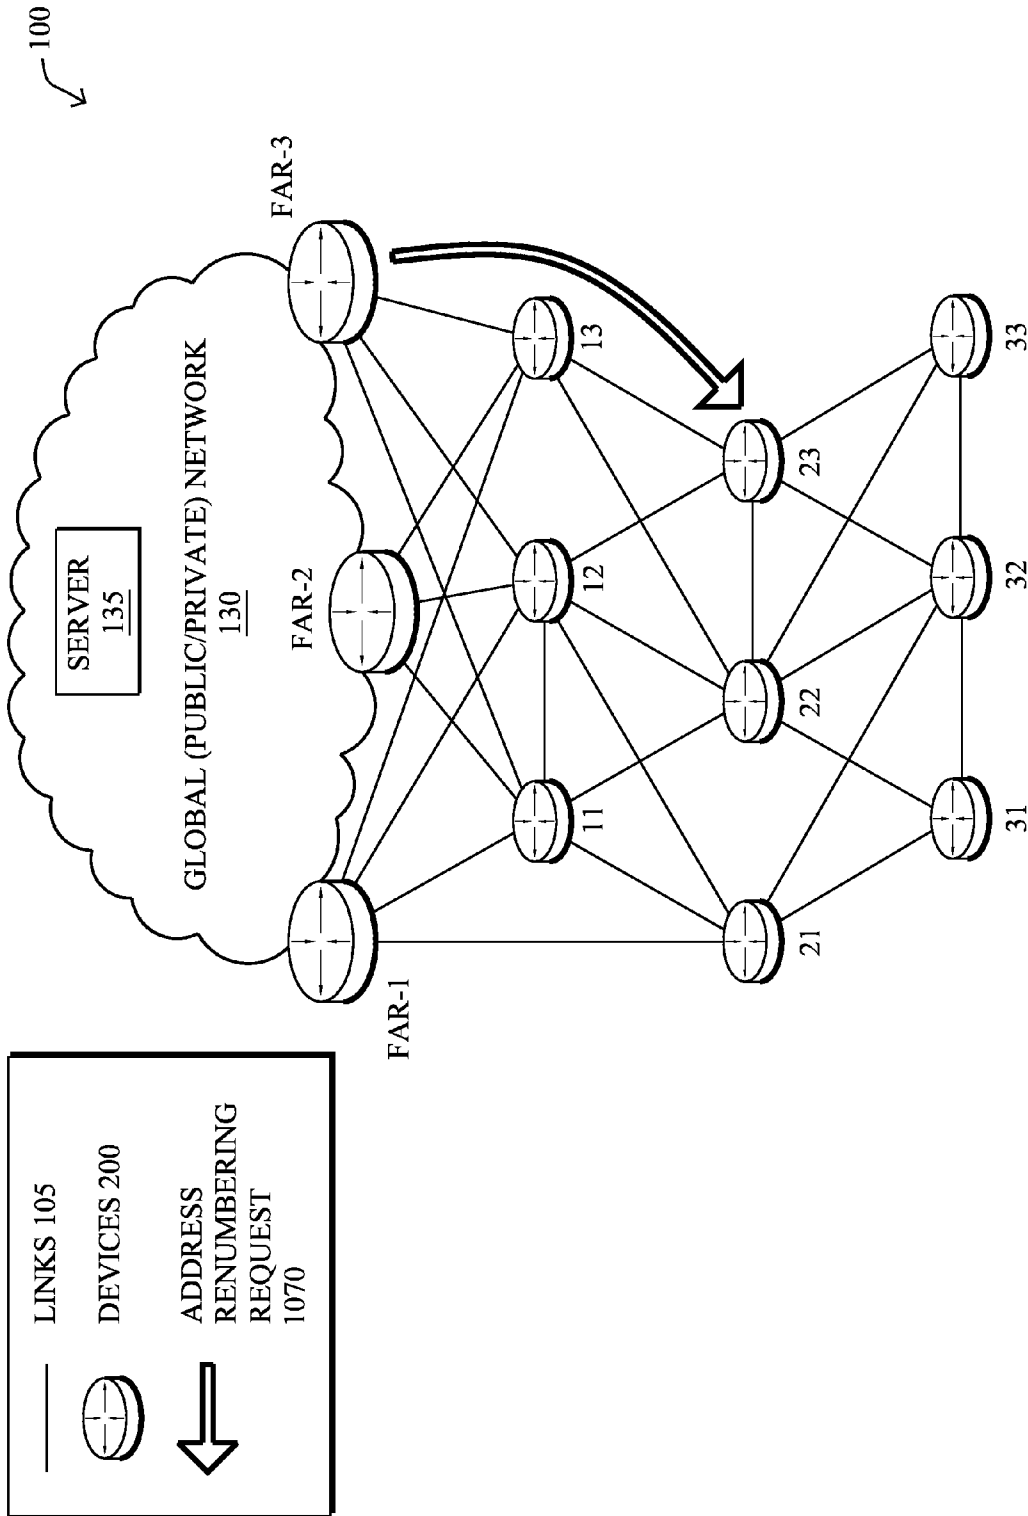 100
SERVER
135
GLOBAL (PUBLIC/PRIVATE) NETWORK
130
FAR-1
FAR-2
FAR-3
11
12
13
21
22
23
31
32
33
LINKS 105
DEVICES 200
ADDRESS
RENUMBERING
REQUEST
1070